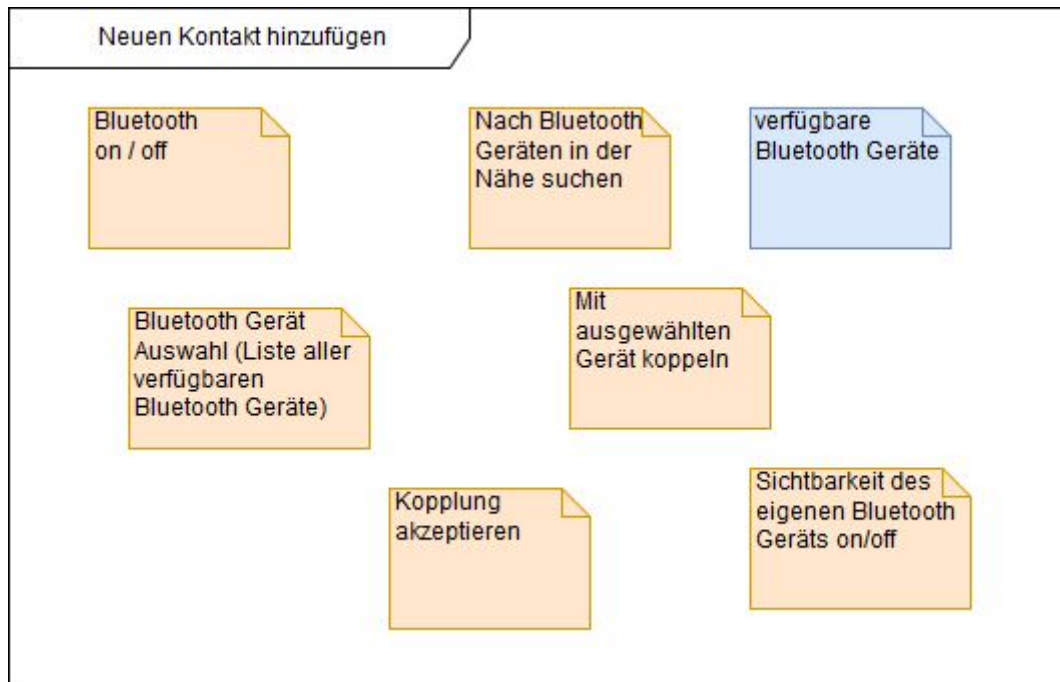 Neuen Kontakt hinzufügen
Bluetooth
on / off
Nach Bluetooth
Geräten in der
Nähe suchen
verfügbare
Bluetooth Geräte
Bluetooth Gerät
Auswahl (Liste aller
verfügbaren
Bluetooth Geräte)
Mit
ausgewählten
Gerät koppeln
Kopplung
akzeptieren
Sichtbarkeit des
eigenen Bluetooth
Geräts on/off